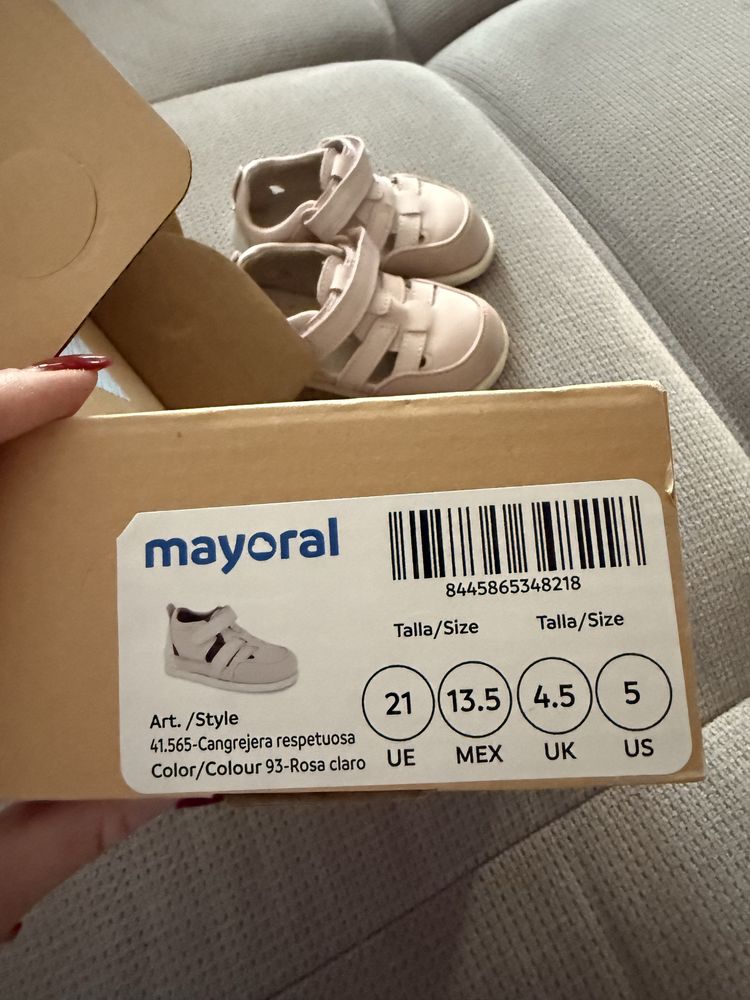 mayoral
8445865348218
Talla/Size Talla/Size
21 13.5 4.5 5
UE MEX UK US
Art. /Style
41.565-Cangrejera respetuosa
Color/Colour 93-Rosa claro